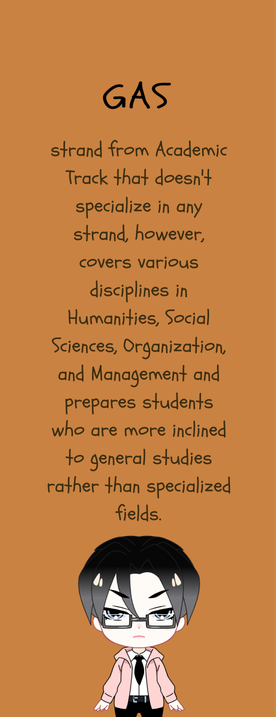 GAS
strand from Academic
Track that doesn't
specialize in any
strand, however,
covers various
disciplines in
Humanities, Social
Sciences, Organization,
and Management and
prepares students
who are more inclined
to general studies
rather than specialized
fields.